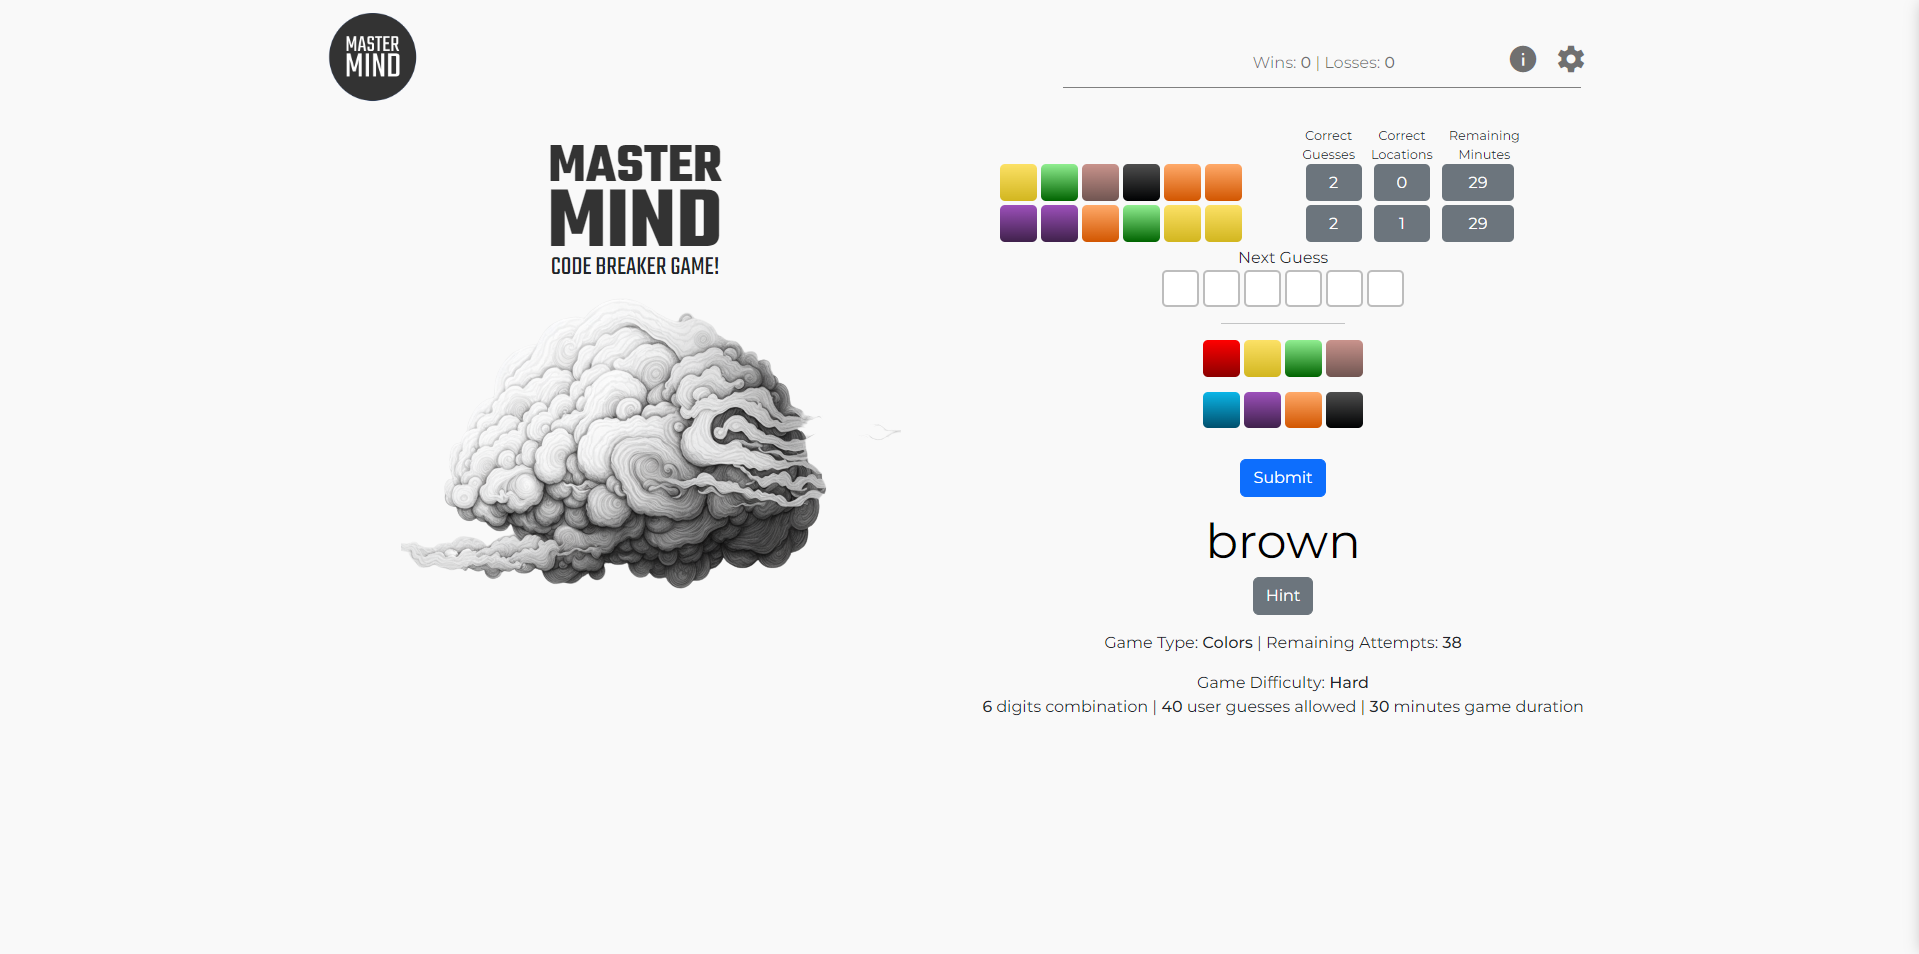 MASTER
MIND
Wins: 0 | Losses: 0
MASTER
MIND
CODE BREAKER GAME!
Correct Guesses
Correct Locations
Remaining Minutes
2 0 29
2 1 29
Next Guess
Submit
brown
Hint
Game Type: Colors | Remaining Attempts: 38
Game Difficulty: Hard
6 digits combination | 40 user guesses allowed | 30 minutes game duration